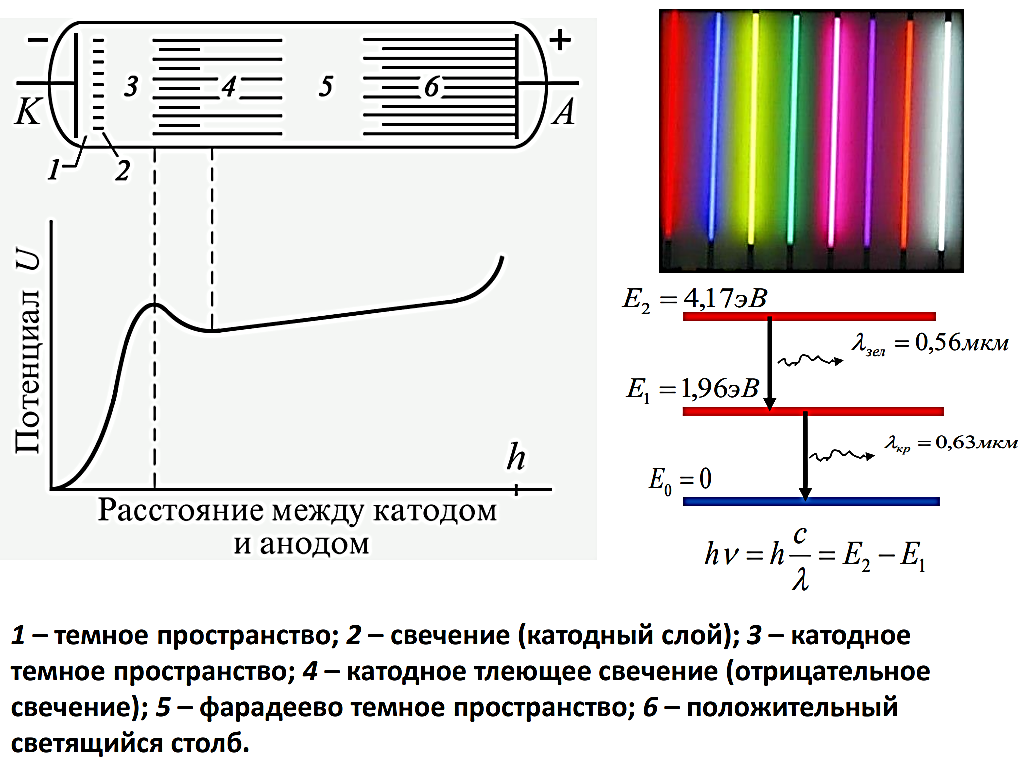 − +
3 4 5 6
K A
1 2
Потенциал U
h
Расстояние между катодом
и анодом
E₂ = 4,17эВ
λзел = 0,56мкм
E₁ = 1,96эВ
λкр = 0,63мкм
E₀ = 0
hν = h c/λ = E₂ − E₁
1 – темное пространство; 2 – свечение (катодный слой); 3 – катодное
темное пространство; 4 – катодное тлеющее свечение (отрицательное
свечение); 5 – фарадеево темное пространство; 6 – положительный
светящийся столб.